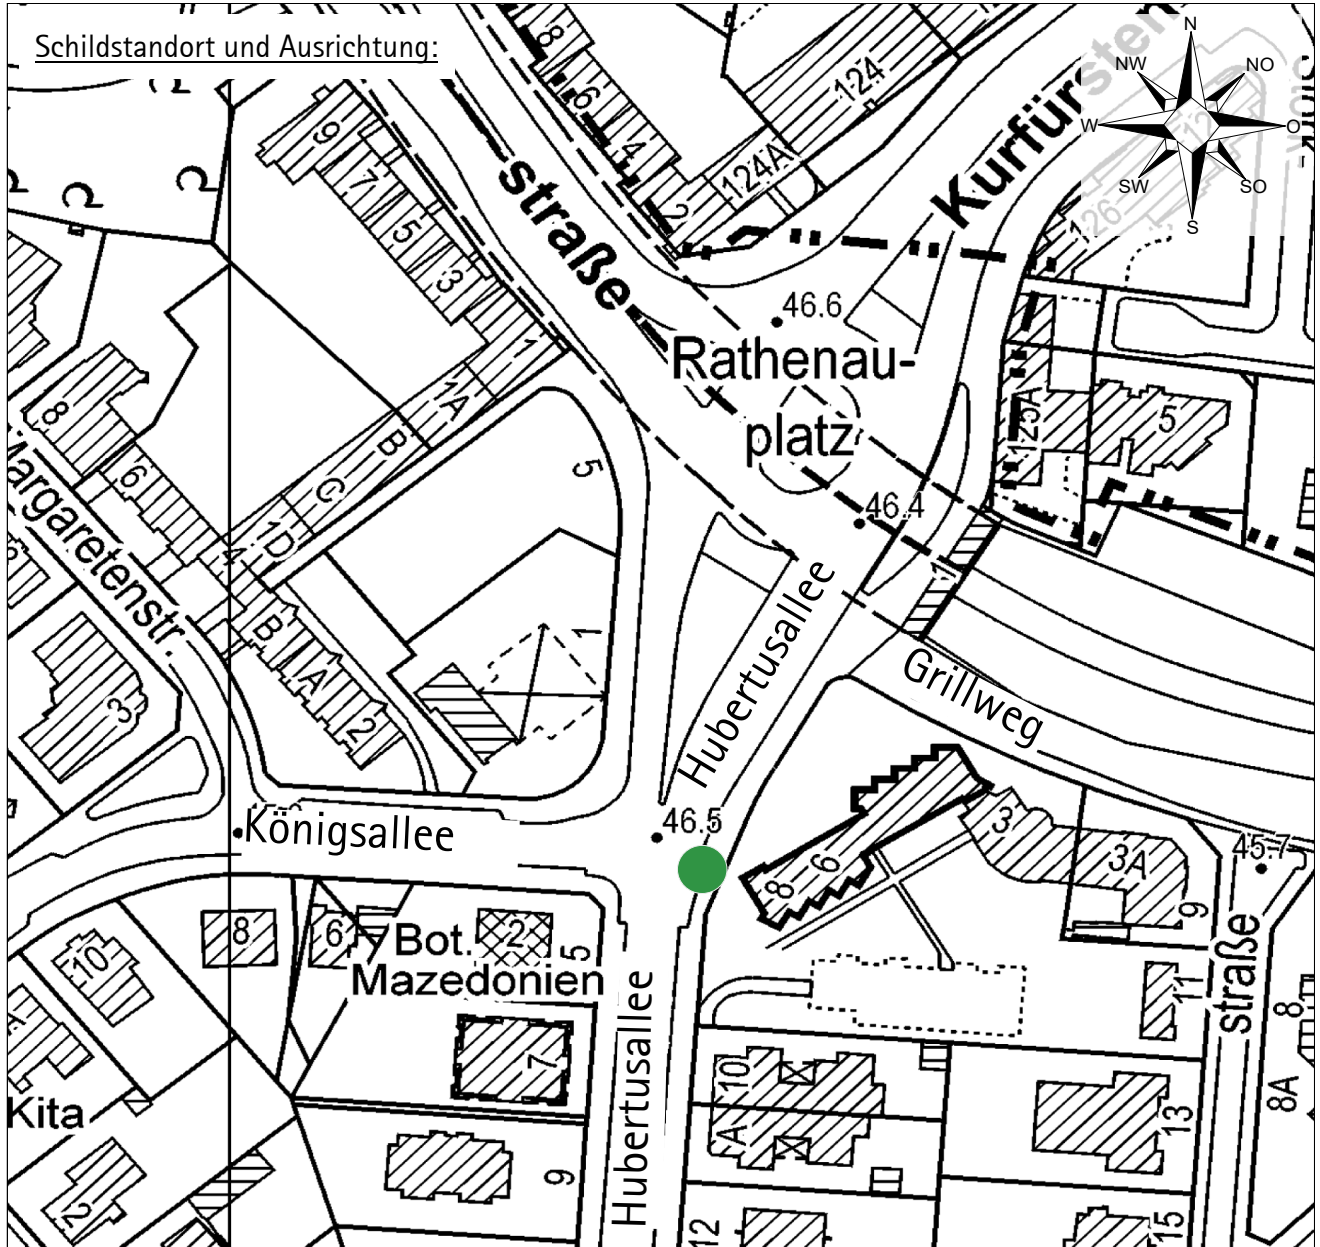 Schildstandort und Ausrichtung:
N
NW
NO
W
O
SW
SO
S
8
6
4
2
124
124A
Kurfürsten
126
9
7
5
3
1
straße
46.6
Rathenau-
platz
46.4
125A
5
1A
B
C
1D
8
6
4
5
Margaretenstr.
B
A
2
3
1
Hubertusallee
Grillweg
Königsallee
46.5
8
6
3
3A
45.7
9
10
8
6
Bot.
Mazedonien
2
5
7
11
straße
8
8A
Kita
10
A
13
Hubertusallee
9
2
12
15